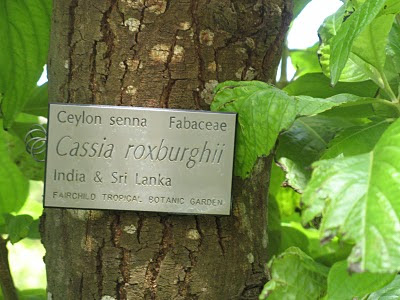 Ceylon senna Fabaceae
Cassia roxburghii
India & Sri Lanka
FAIRCHILD TROPICAL BOTANIC GARDEN